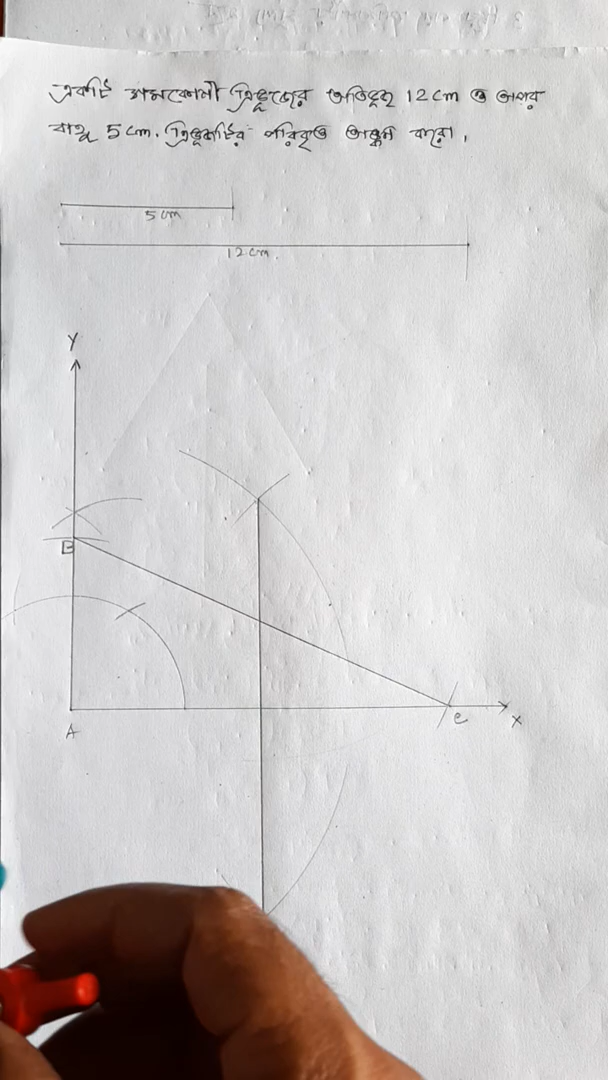 একটি সমকোণী ত্রিভূজের অতিভূজ 12 cm ও অপর
বাহু 5 cm. ত্রিভূজটির পরিবৃত্ত অঙ্কন করো।
5 cm
12 cm.
Y
B
A
C
X